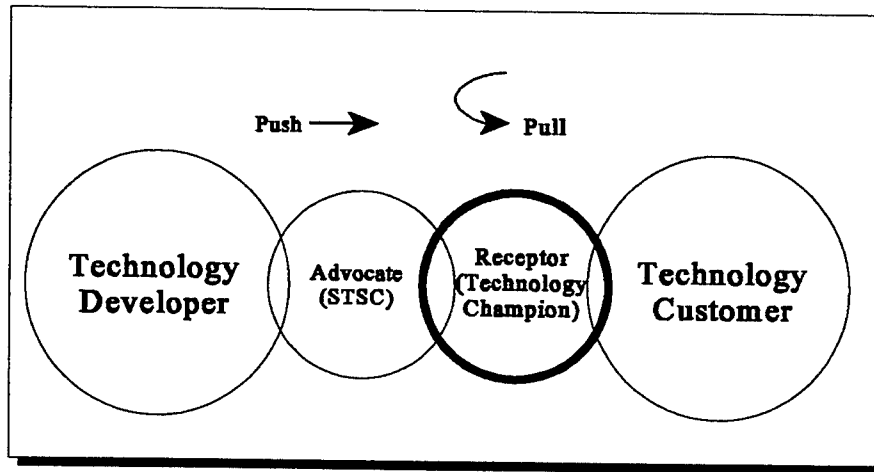 Push
Pull
Technology
Developer
Advocate
(STSC)
Receptor
(Technology
Champion)
Technology
Customer